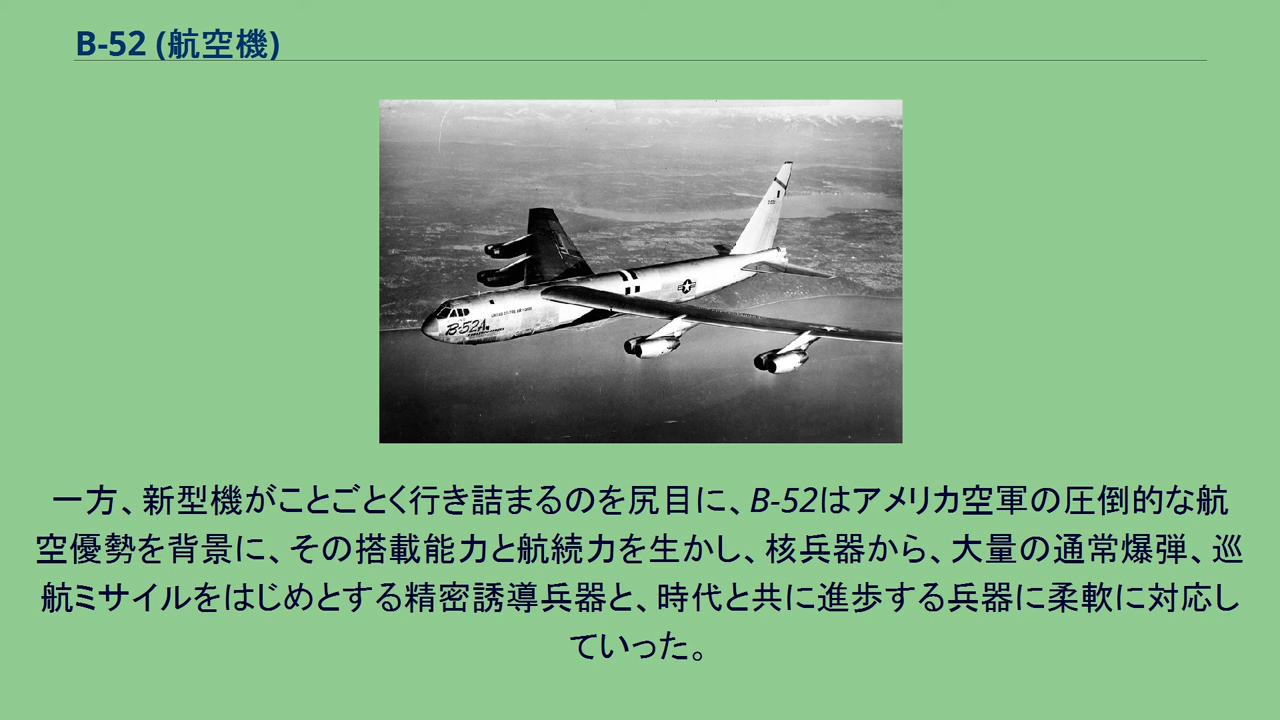 B-52 (航空機)
B-52A
UNITED STATES AIR FORCE
一方、新型機がことごとく行き詰まるのを尻目に、B-52はアメリカ空軍の圧倒的な航
空優勢を背景に、その搭載能力と航続力を生かし、核兵器から、大量の通常爆弾、巡
航ミサイルをはじめとする精密誘導兵器と、時代と共に進歩する兵器に柔軟に対応し
ていった。